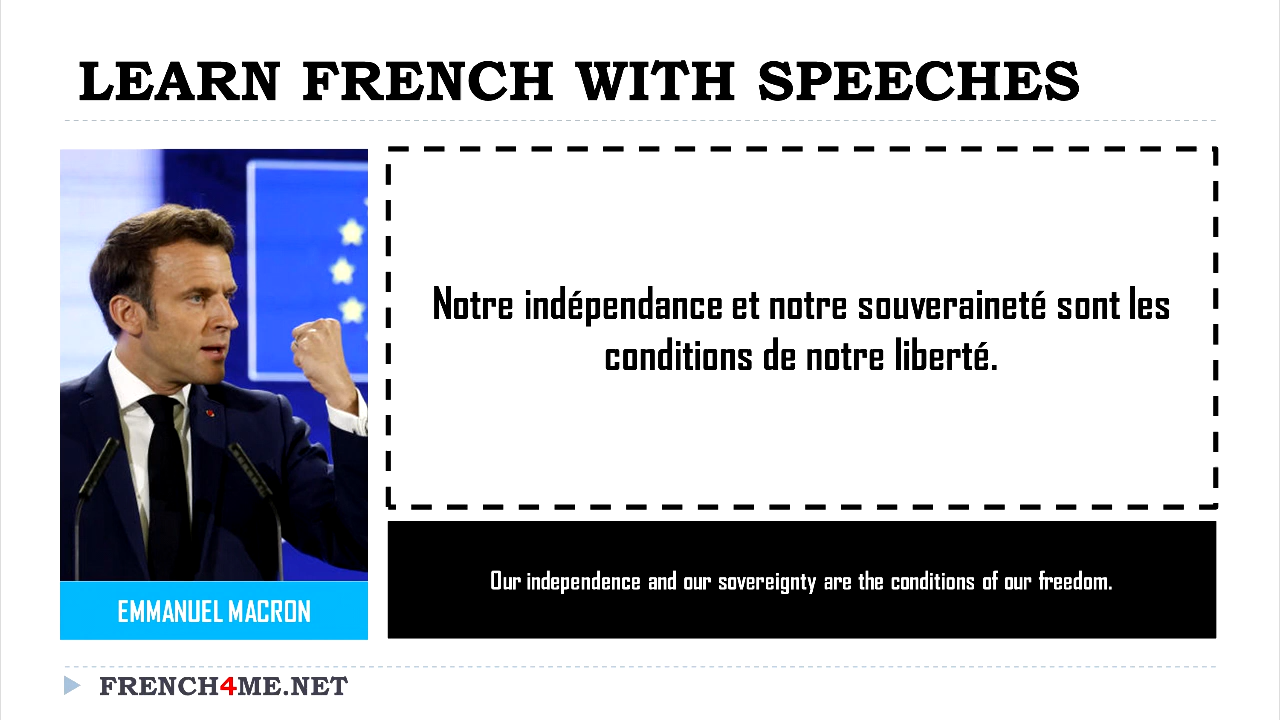 LEARN FRENCH WITH SPEECHES
Notre indépendance et notre souveraineté sont les
conditions de notre liberté.
Our independence and our sovereignty are the conditions of our freedom.
EMMANUEL MACRON
FRENCH4ME.NET